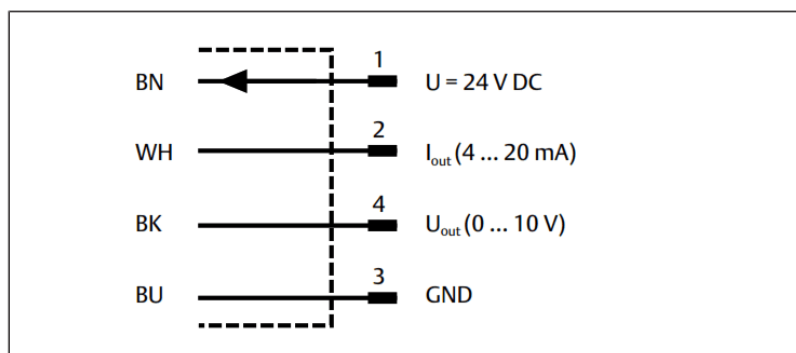 1
BN U = 24 V DC
2
WH Iout (4 ... 20 mA)
4
BK Uout (0 ... 10 V)
3
BU GND